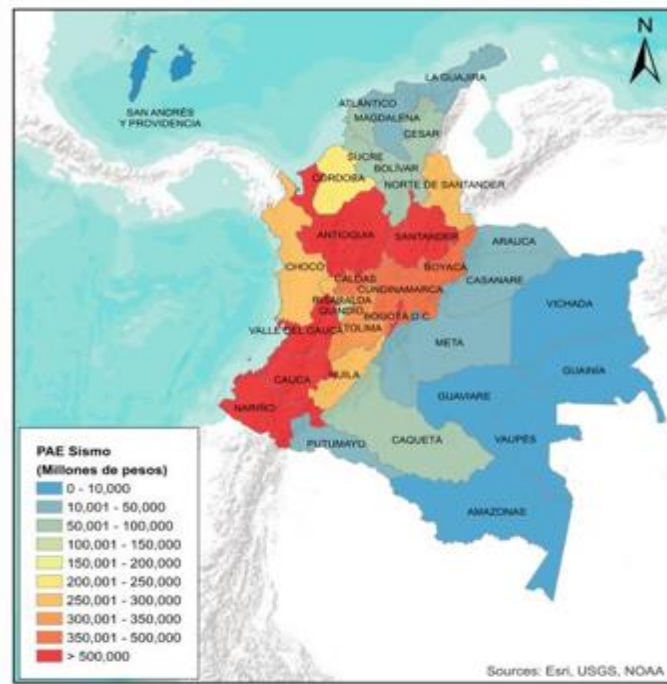 N
LA GUAJIRA
ATLÁNTICO
MAGDALENA
CESAR
SAN ANDRÉS
Y PROVIDENCIA
SUCRE
BOLÍVAR
CÓRDOBA
NORTE DE SANTANDER
ANTIOQUIA
SANTANDER
ARAUCA
CHOCÓ
BOYACÁ
CASANARE
CALDAS
CUNDINAMARCA
RISARALDA
VICHADA
QUINDÍO
BOGOTÁ D.C.
VALLE DEL CAUCA
TOLIMA
META
GUAINÍA
HUILA
CAUCA
GUAVIARE
NARIÑO
VAUPÉS
CAQUETÁ
PUTUMAYO
AMAZONAS
PAE Sismo
(Millones de pesos)
0 - 10,000
10,001 - 50,000
50,001 - 100,000
100,001 - 150,000
150,001 - 200,000
200,001 - 250,000
250,001 - 300,000
300,001 - 350,000
350,001 - 500,000
> 500,000
Sources: Esri, USGS, NOAA